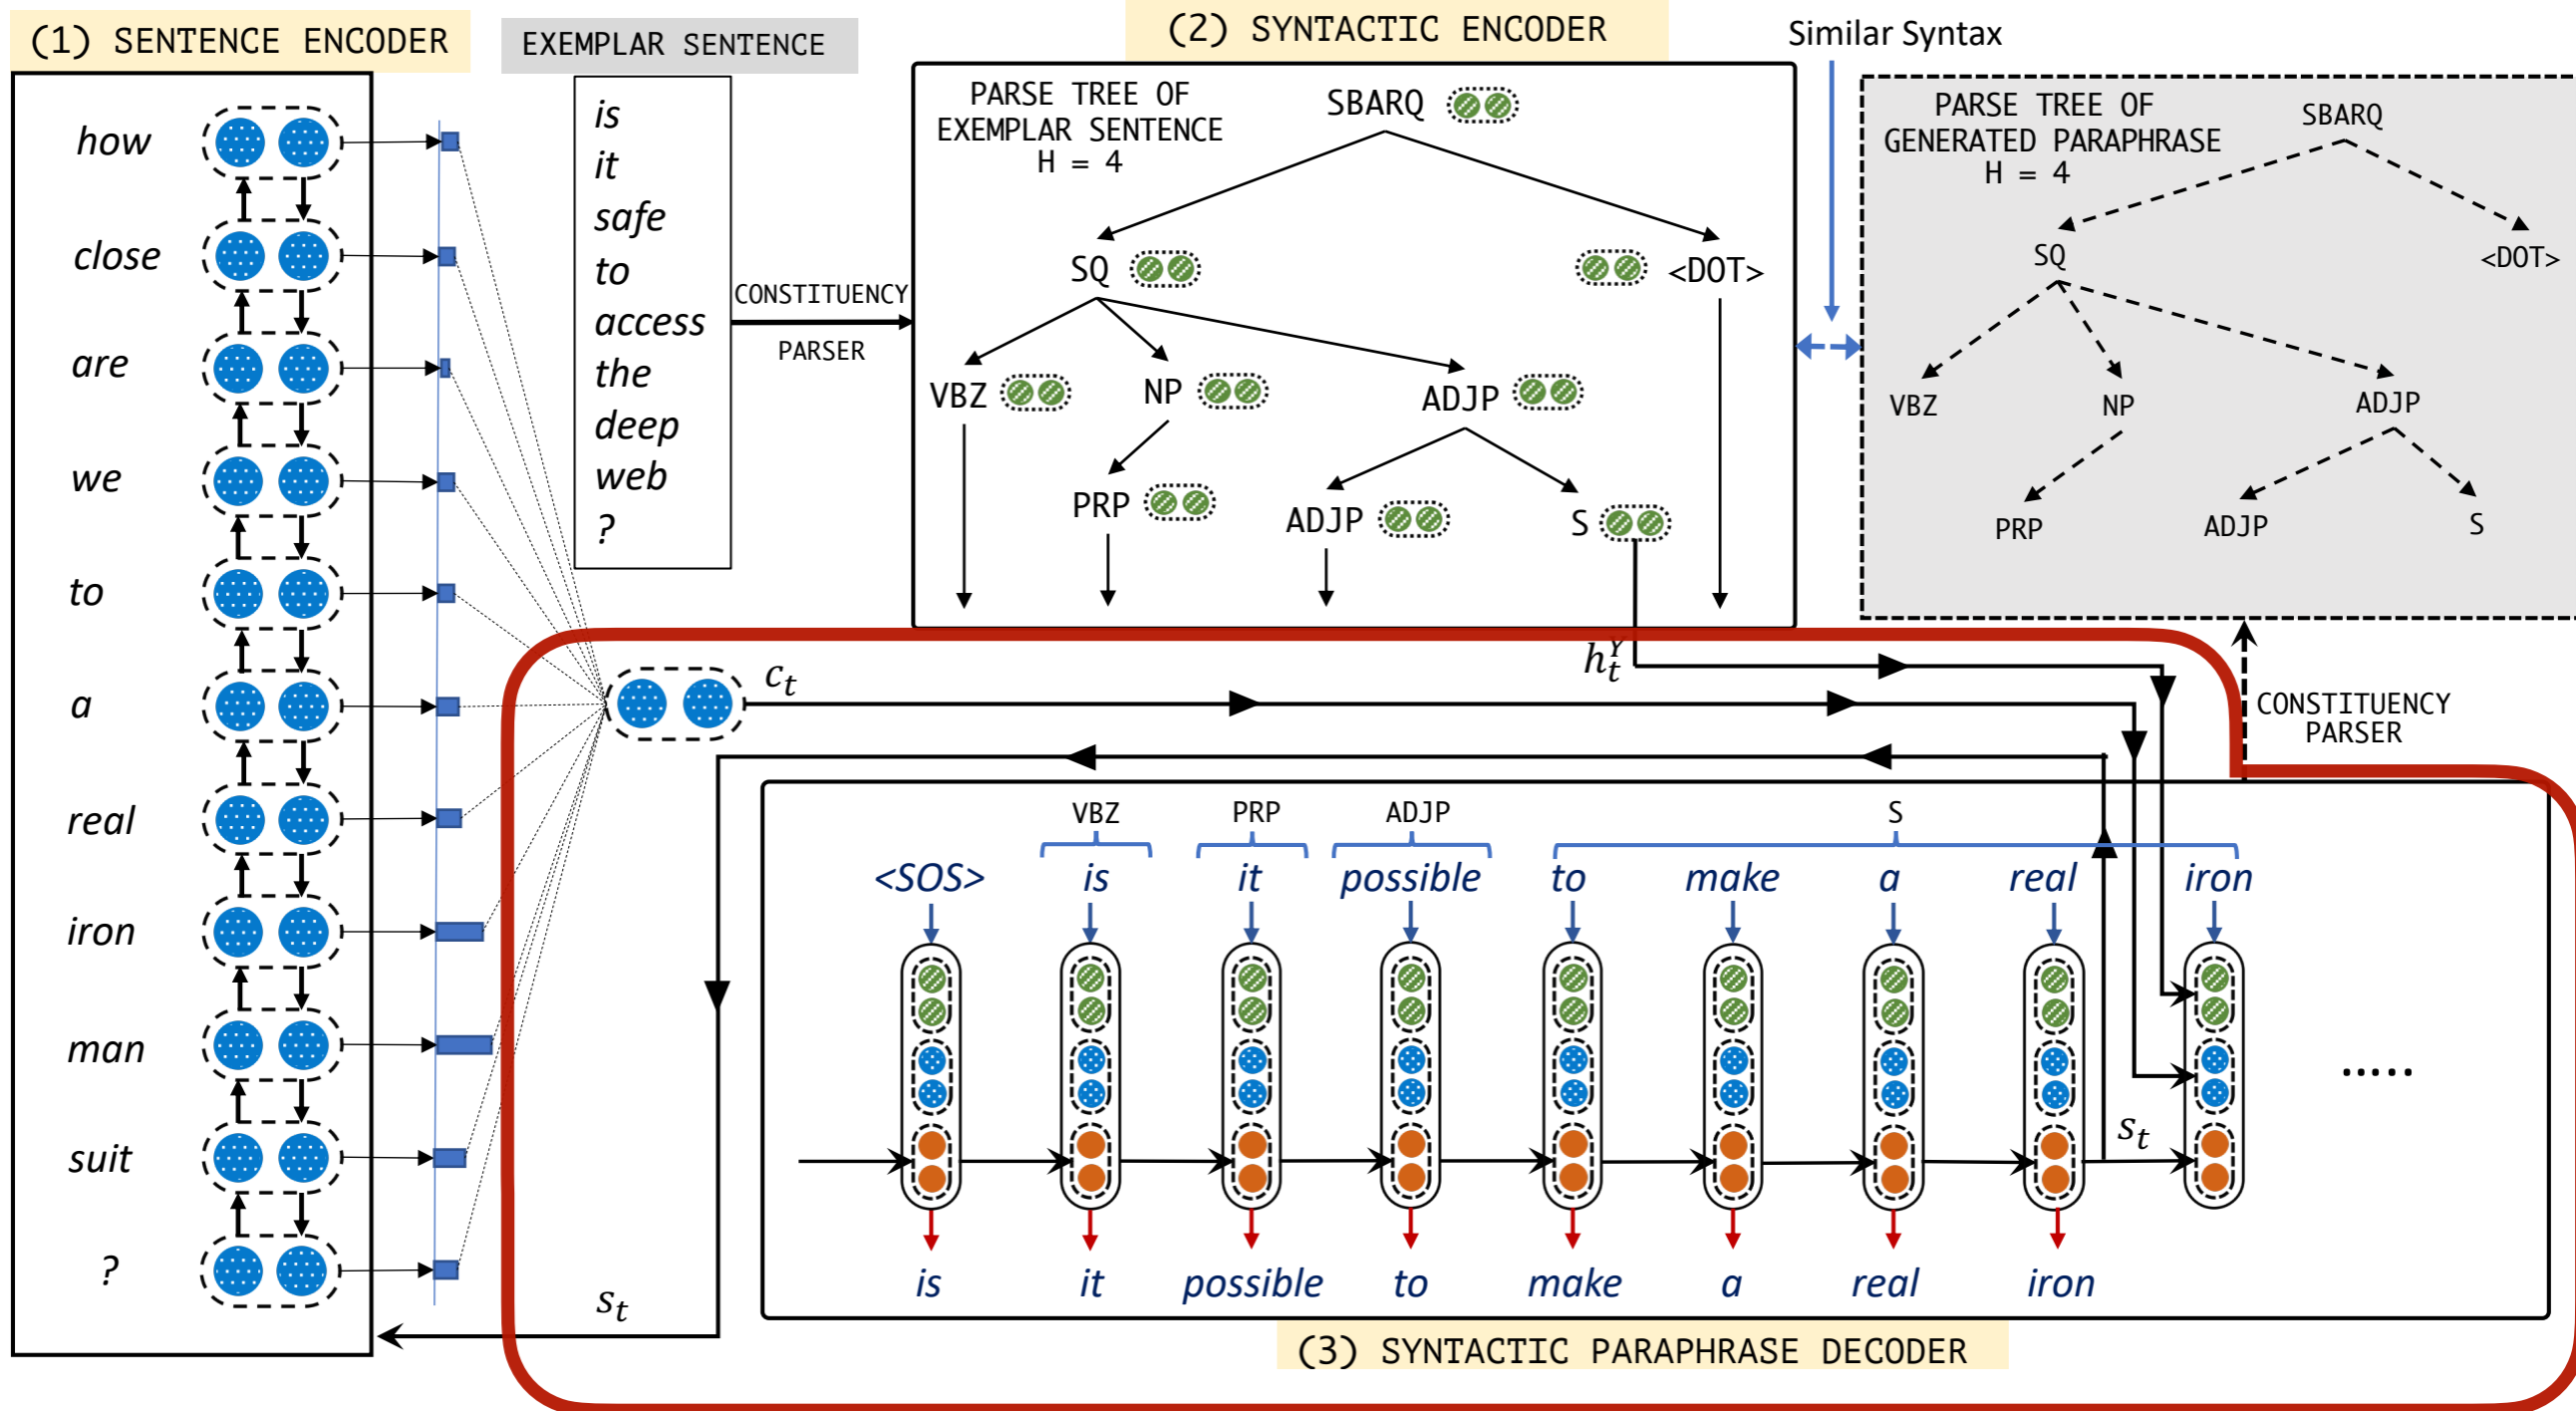 (1) SENTENCE ENCODER
how
close
are
we
to
a
real
iron
man
suit
?
EXEMPLAR SENTENCE
is
it
safe
to
access
the
deep
web
?
CONSTITUENCY
PARSER
(2) SYNTACTIC ENCODER
PARSE TREE OF
EXEMPLAR SENTENCE
H = 4
SBARQ
SQ
<DOT>
VBZ
NP
ADJP
PRP
ADJP
S
Similar Syntax
PARSE TREE OF
GENERATED PARAPHRASE
H = 4
SBARQ
SQ
<DOT>
VBZ
NP
ADJP
PRP
ADJP
S
CONSTITUENCY
PARSER
c_t
h_t^Y
VBZ PRP ADJP S
<SOS> is it possible to make a real iron
s_t
.....
is it possible to make a real iron
s_t
(3) SYNTACTIC PARAPHRASE DECODER